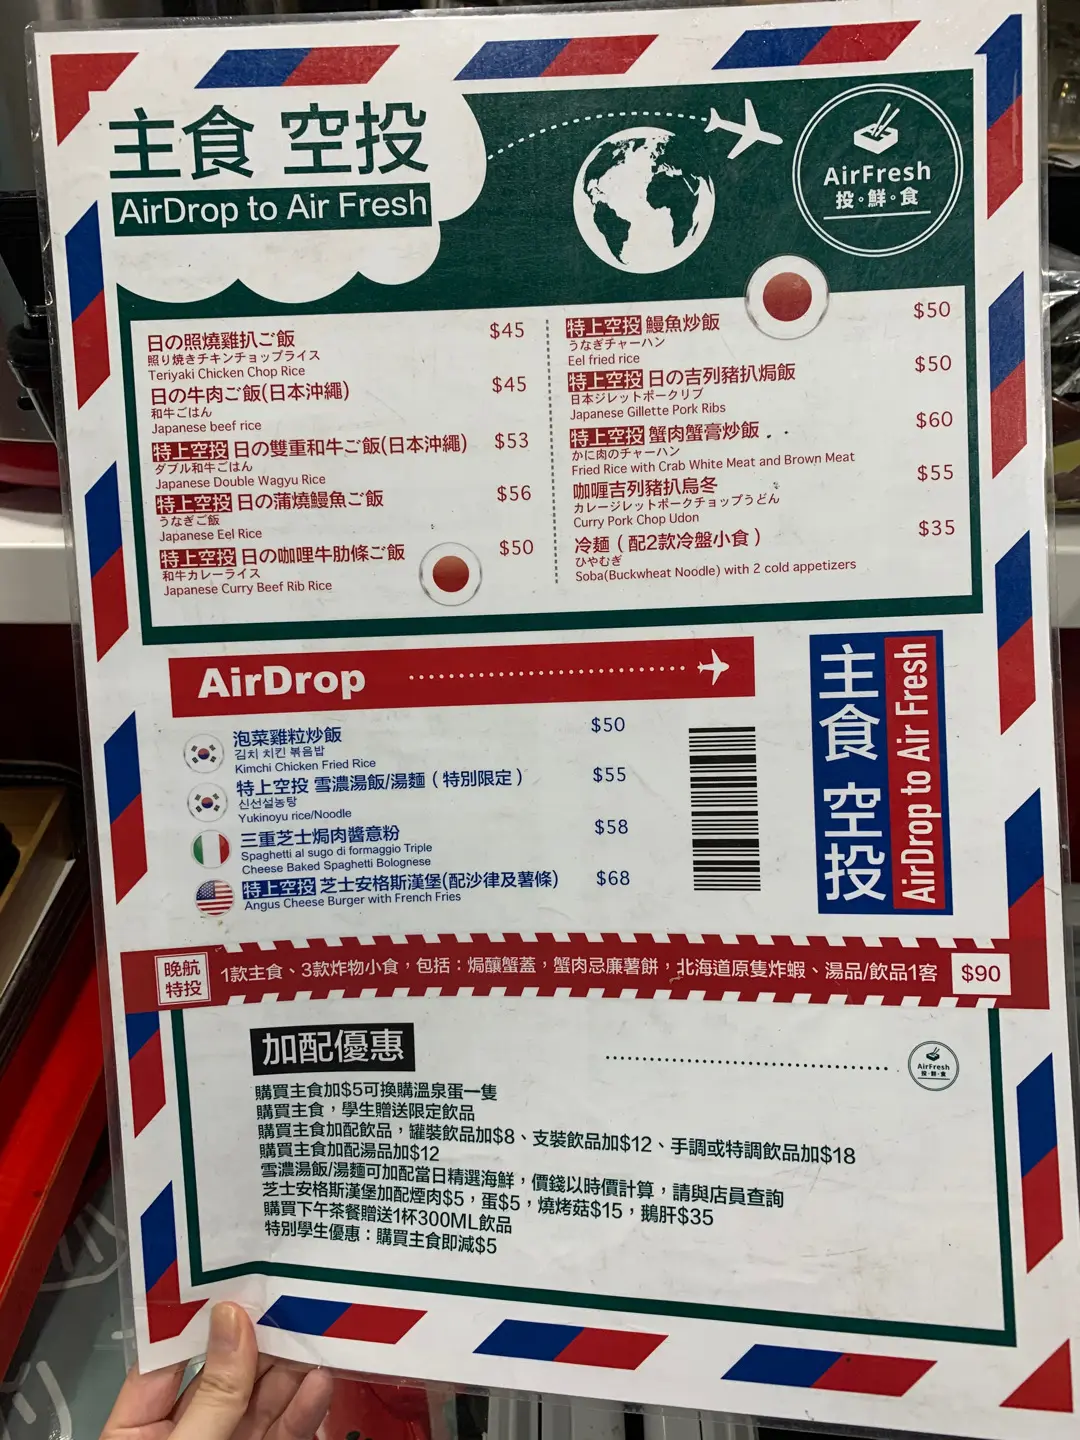 主食 空投
AirDrop to Air Fresh
AirFresh
投。鮮。食
日の照燒雞扒ご飯 $45
照り焼きチキンチョップライス
Teriyaki Chicken Chop Rice
日の牛肉ご飯(日本沖繩) $45
和牛ごはん
Japanese beef rice
特上空投 日の雙重和牛ご飯(日本沖繩) $53
ダブル和牛ごはん
Japanese Double Wagyu Rice
特上空投 日の蒲燒鰻魚ご飯 $56
うなぎご飯
Japanese Eel Rice
特上空投 日の咖哩牛肋條ご飯 $50
和牛カレーライス
Japanese Curry Beef Rib Rice
特上空投 鰻魚炒飯 $50
うなぎチャーハン
Eel fried rice
特上空投 日の吉列豬扒焗飯 $50
日本ジレットポークリブ
Japanese Gillette Pork Ribs
特上空投 蟹肉蟹膏炒飯 $60
かに肉のチャーハン
Fried Rice with Crab White Meat and Brown Meat
咖喱吉列豬扒烏冬 $55
カレージレットポークチョップうどん
Curry Pork Chop Udon
冷麵（配2款冷盤小食） $35
ひやむぎ
Soba(Buckwheat Noodle) with 2 cold appetizers
AirDrop
泡菜雞粒炒飯 $50
김치 치킨 볶음밥
Kimchi Chicken Fried Rice
特上空投 雪濃湯飯/湯麵（特別限定） $55
신선설농탕
Yukinoyu rice/Noodle
三重芝士焗肉醬意粉 $58
Spaghetti al sugo di formaggio Triple
Cheese Baked Spaghetti Bolognese
特上空投 芝士安格斯漢堡(配沙律及薯條) $68
Angus Cheese Burger with French Fries
主食 空投
AirDrop to Air Fresh
晚航
特投
1款主食、3款炸物小食，包括：焗釀蟹蓋，蟹肉忌廉薯餅，北海道原隻炸蝦、湯品/飲品1客 $90
加配優惠
AirFresh
投。鮮。食
購買主食加$5可換購溫泉蛋一隻
購買主食，學生贈送限定飲品
購買主食加配飲品，罐裝飲品加$8、支裝飲品加$12、手調或特調飲品加$18
購買主食加配湯品加$12
雪濃湯飯/湯麵可加配當日精選海鮮，價錢以時價計算，請與店員查詢
芝士安格斯漢堡加配煙肉$5，蛋$5，燒烤菇$15，鵝肝$35
購買下午茶餐贈送1杯300ML飲品
特別學生優惠：購買主食即減$5